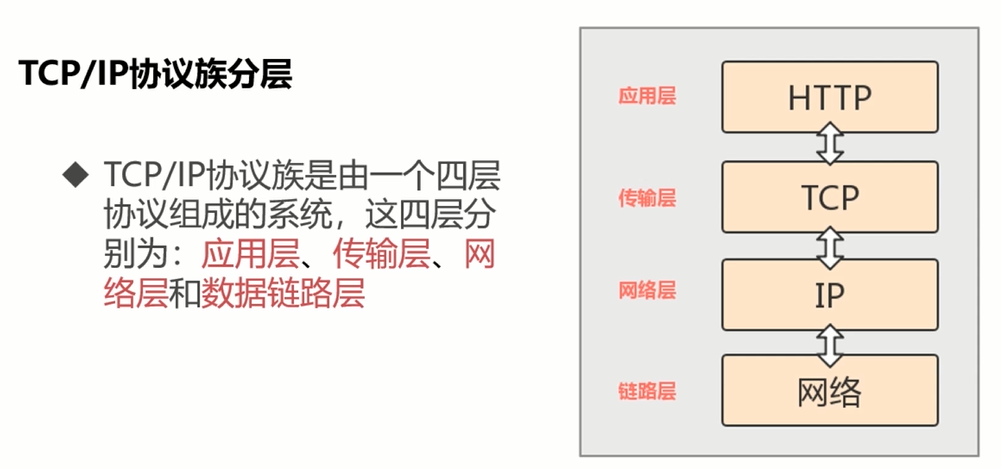 TCP/IP协议族分层
◆ TCP/IP协议族是由一个四层
协议组成的系统，这四层分
别为：应用层、传输层、网
络层和数据链路层
应用层 HTTP
传输层 TCP
网络层 IP
链路层 网络